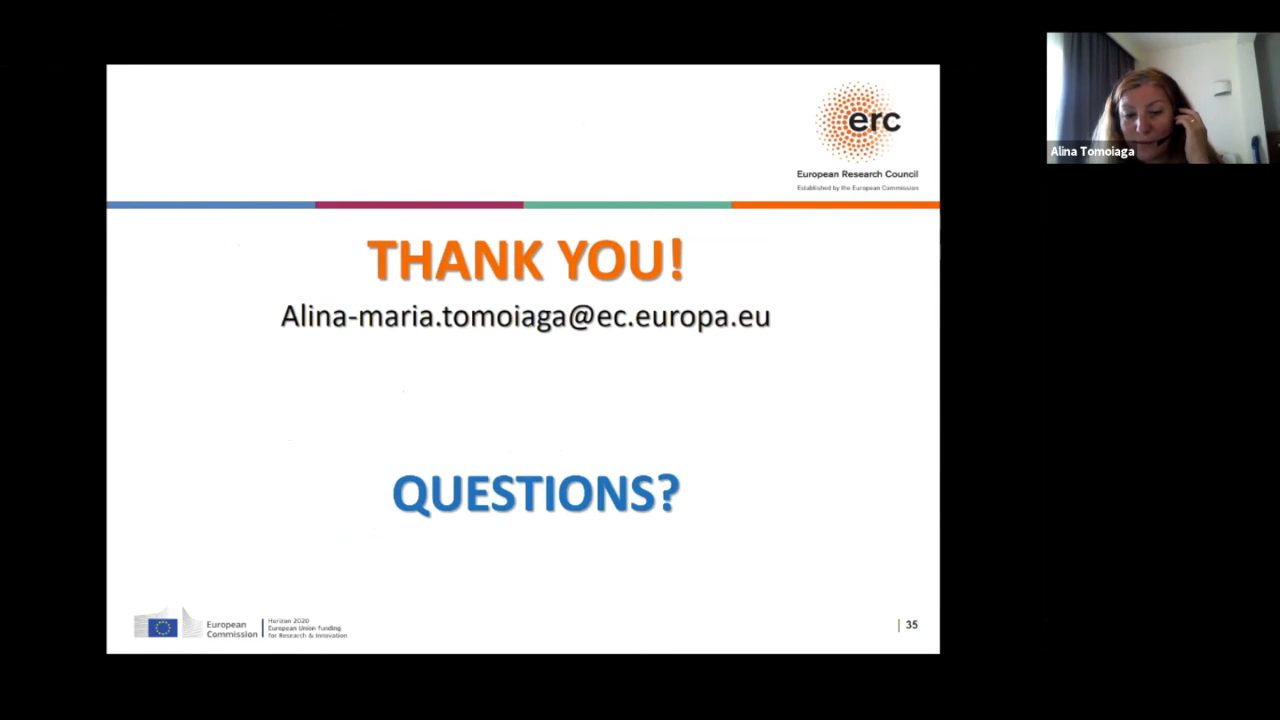 erc
European Research Council
Established by the European Commission
Alina Tomoiaga
THANK YOU!
Alina-maria.tomoiaga@ec.europa.eu
QUESTIONS?
European
Commission
Horizon 2020
European Union funding
for Research & Innovation
| 35